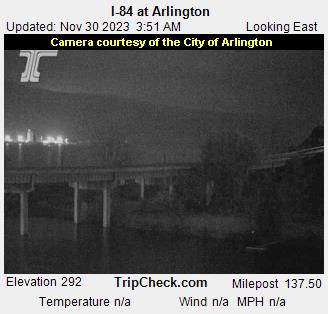 I-84 at Arlington
Updated: Nov 30 2023 3:51 AM Looking East
Camera courtesy of the City of Arlington
Elevation 292 TripCheck.com Milepost 137.50
Temperature n/a Wind n/a MPH n/a